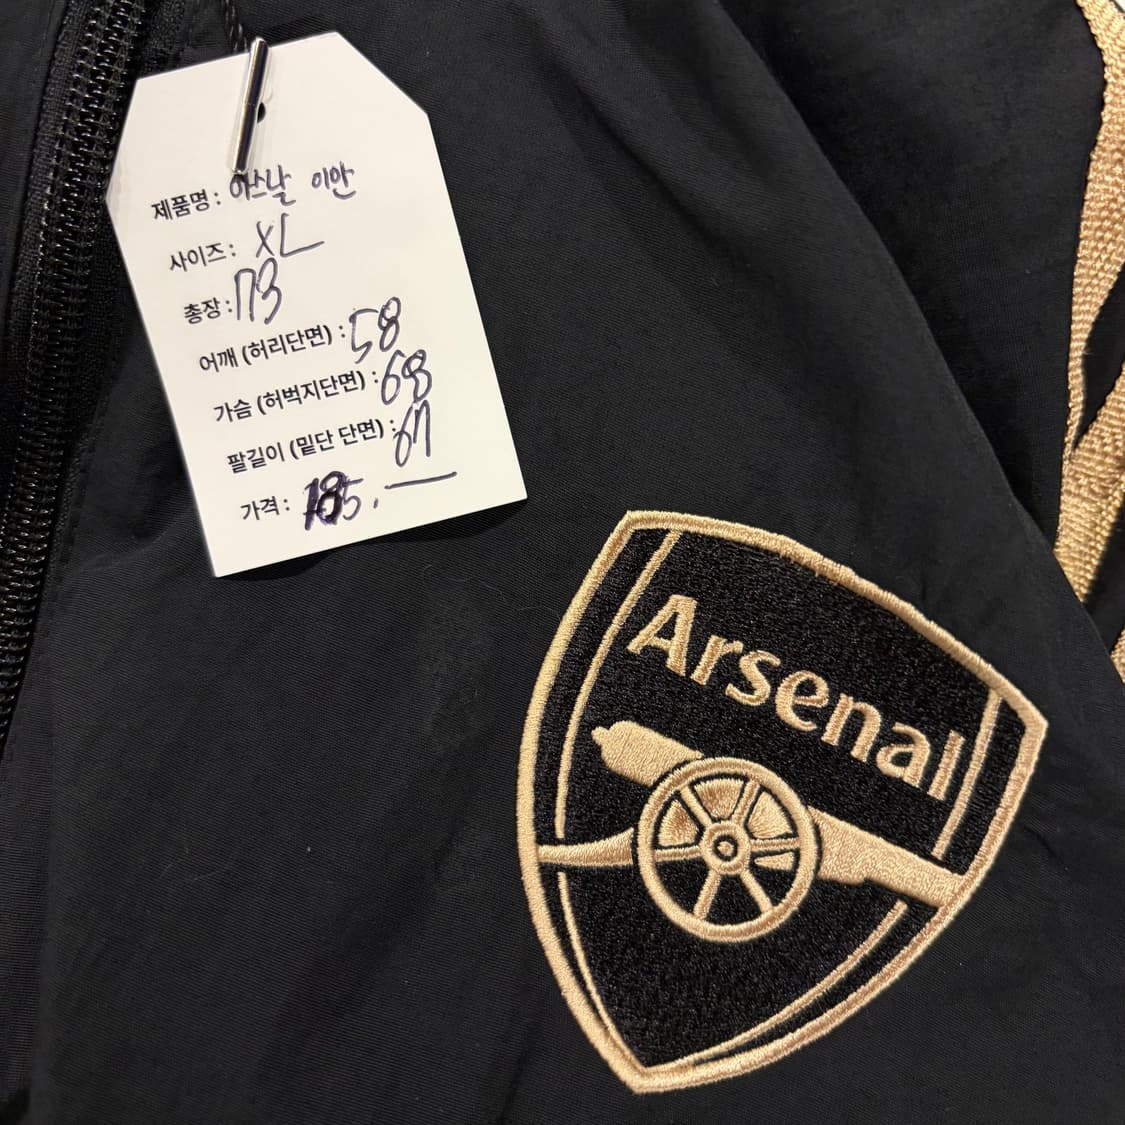 제품명: 아스날 이안
사이즈: XL
총장: 73
어깨 (허리단면) : 58
가슴 (허벅지단면) : 68
팔길이 (밑단 단면) : 67
가격:
Arsenal